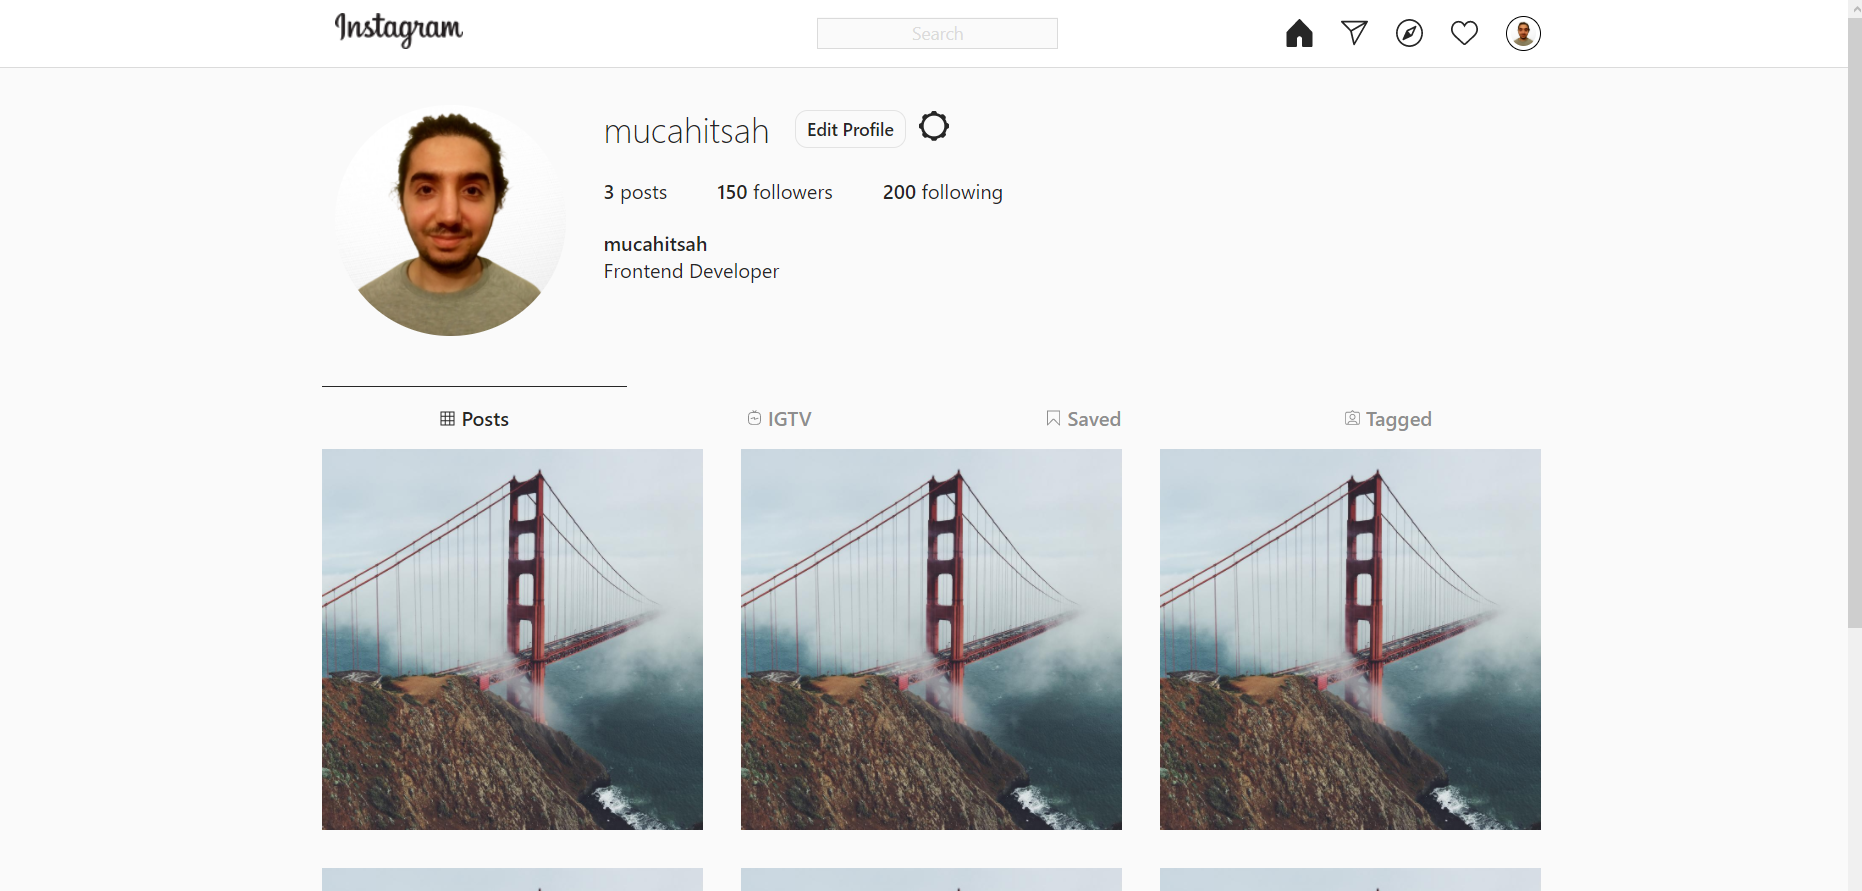 Instagram
Search
mucahitsah Edit Profile
3 posts 150 followers 200 following
mucahitsah
Frontend Developer
Posts IGTV Saved Tagged